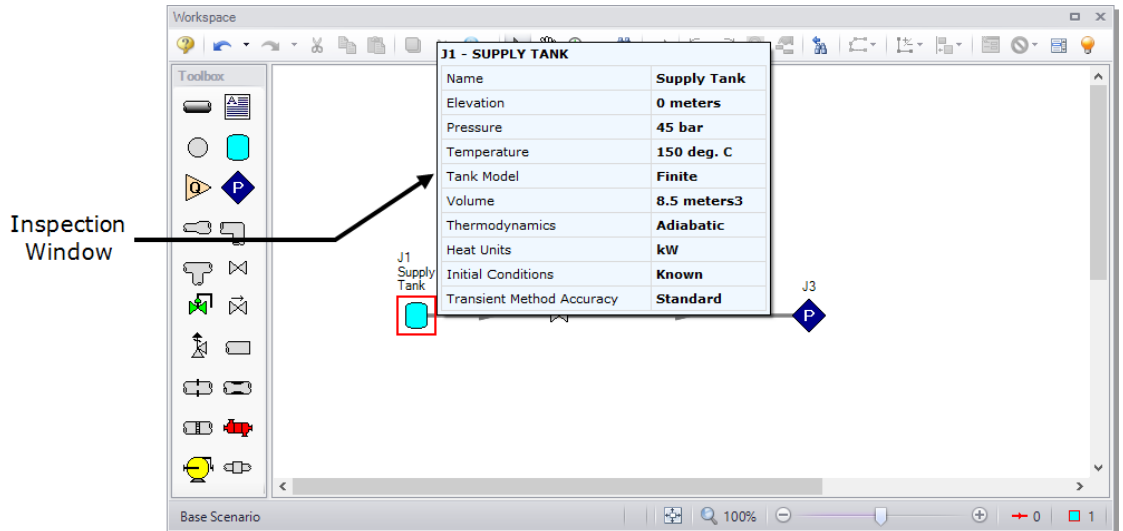 Workspace
Toolbox
A
Q
P
Inspection
Window
J1 - SUPPLY TANK
Name Supply Tank
Elevation 0 meters
Pressure 45 bar
Temperature 150 deg. C
Tank Model Finite
Volume 8.5 meters3
Thermodynamics Adiabatic
Heat Units kW
Initial Conditions Known
Transient Method Accuracy Standard
J1
Supply
Tank
J3
P
Base Scenario 100% 0 1